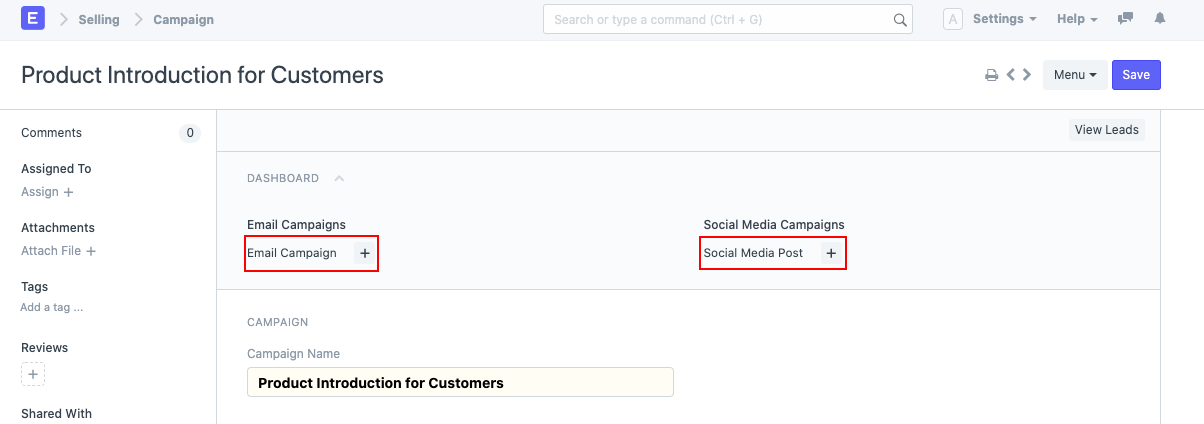 E Selling Campaign Search or type a command (Ctrl + G) A Settings Help
Product Introduction for Customers Menu Save
Comments 0
View Leads
Assigned To
Assign +
Attachments
Attach File +
Tags
Add a tag ...
Reviews
+
Shared With
DASHBOARD
Email Campaigns Social Media Campaigns
Email Campaign + Social Media Post +
CAMPAIGN
Campaign Name
Product Introduction for Customers